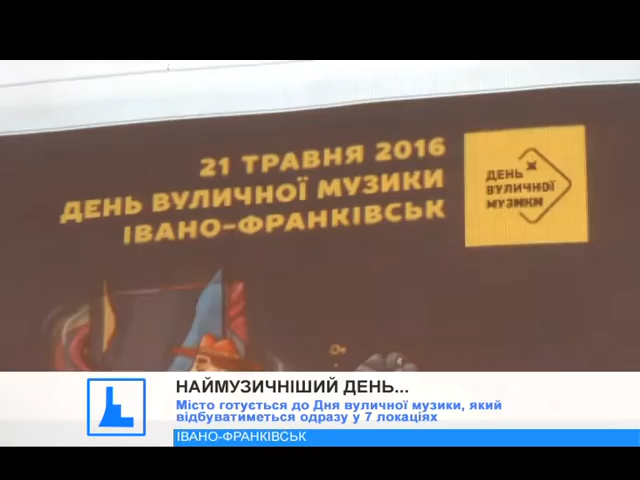 21 ТРАВНЯ 2016
ДЕНЬ ВУЛИЧНОЇ МУЗИКИ
ІВАНО-ФРАНКІВСЬК
ДЕНЬ
ВУЛИЧНОЇ
МУЗИКИ
НАЙМУЗИЧНІШИЙ ДЕНЬ...
Місто готується до Дня вуличної музики, який
відбуватиметься одразу у 7 локаціях
ІВАНО-ФРАНКІВСЬК